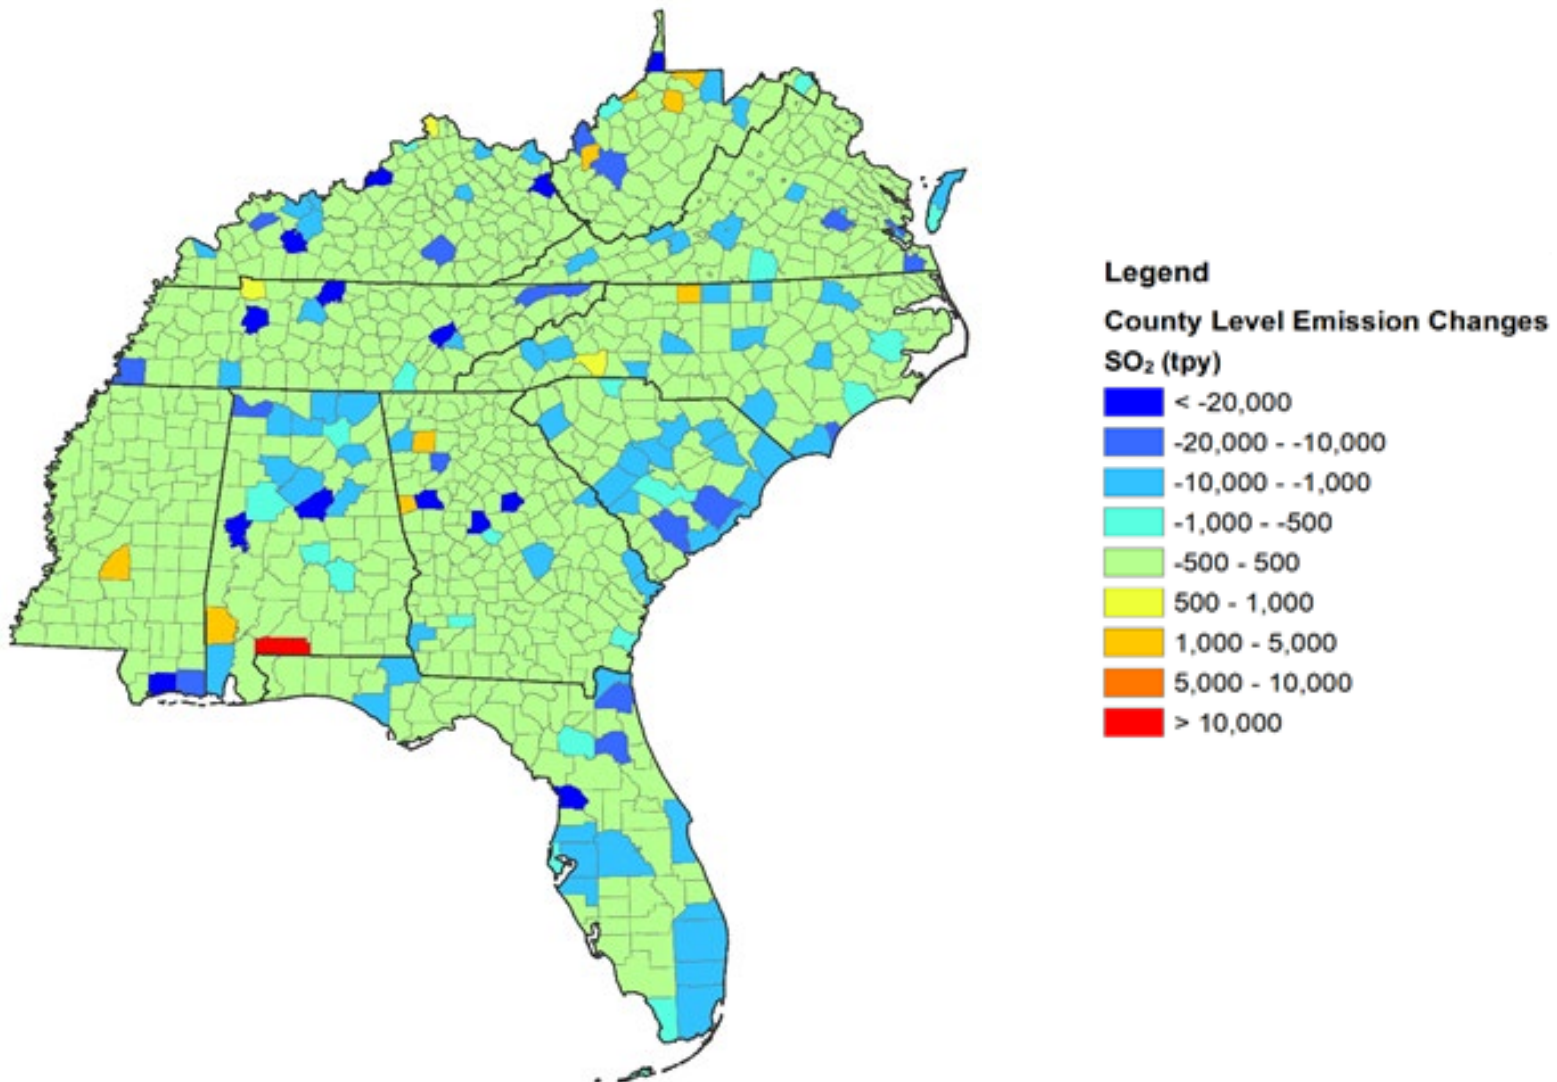 Legend
County Level Emission Changes
SO₂ (tpy)
< -20,000
-20,000 - -10,000
-10,000 - -1,000
-1,000 - -500
-500 - 500
500 - 1,000
1,000 - 5,000
5,000 - 10,000
> 10,000